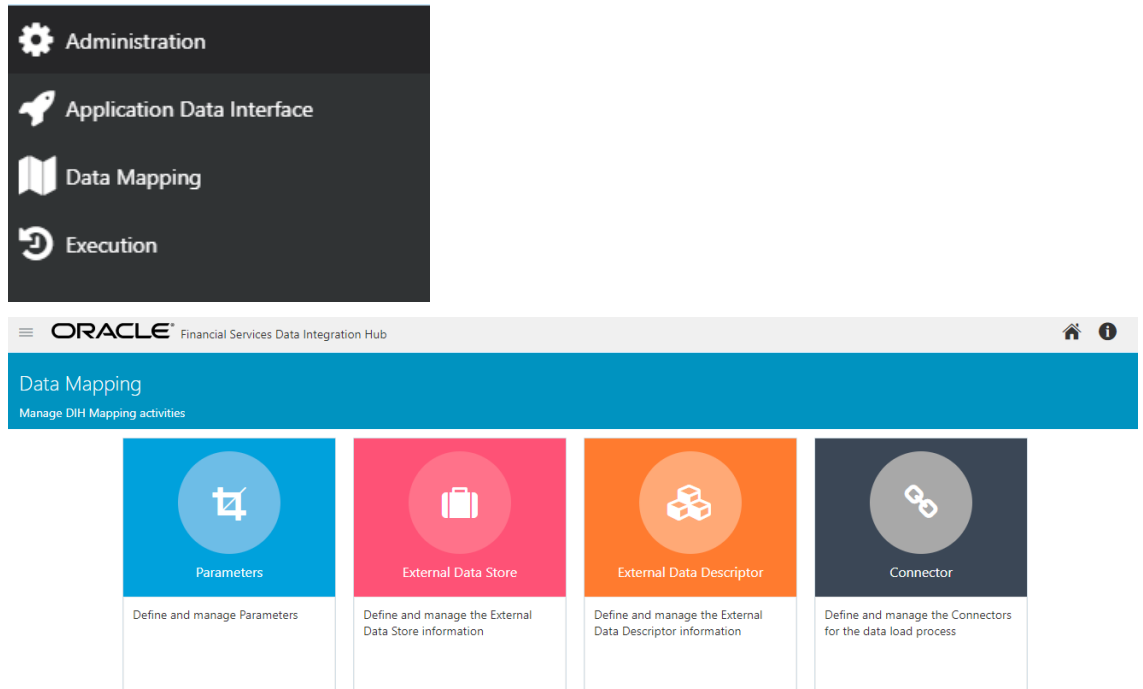 Administration
Application Data Interface
Data Mapping
Execution
ORACLE® Financial Services Data Integration Hub
Data Mapping
Manage DIH Mapping activities
Parameters
Define and manage Parameters
External Data Store
Define and manage the External
Data Store information
External Data Descriptor
Define and manage the External
Data Descriptor information
Connector
Define and manage the Connectors
for the data load process